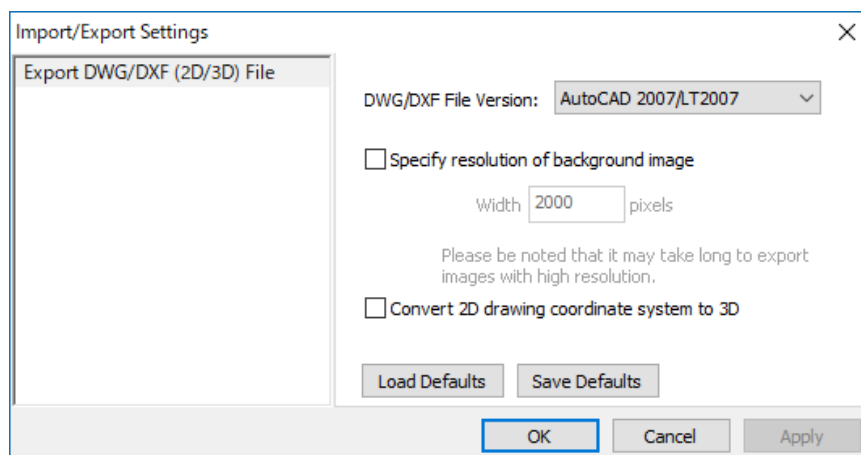 Import/Export Settings
Export DWG/DXF (2D/3D) File
DWG/DXF File Version: AutoCAD 2007/LT2007
Specify resolution of background image
Width 2000 pixels
Please be noted that it may take long to export
images with high resolution.
Convert 2D drawing coordinate system to 3D
Load Defaults Save Defaults
OK Cancel Apply